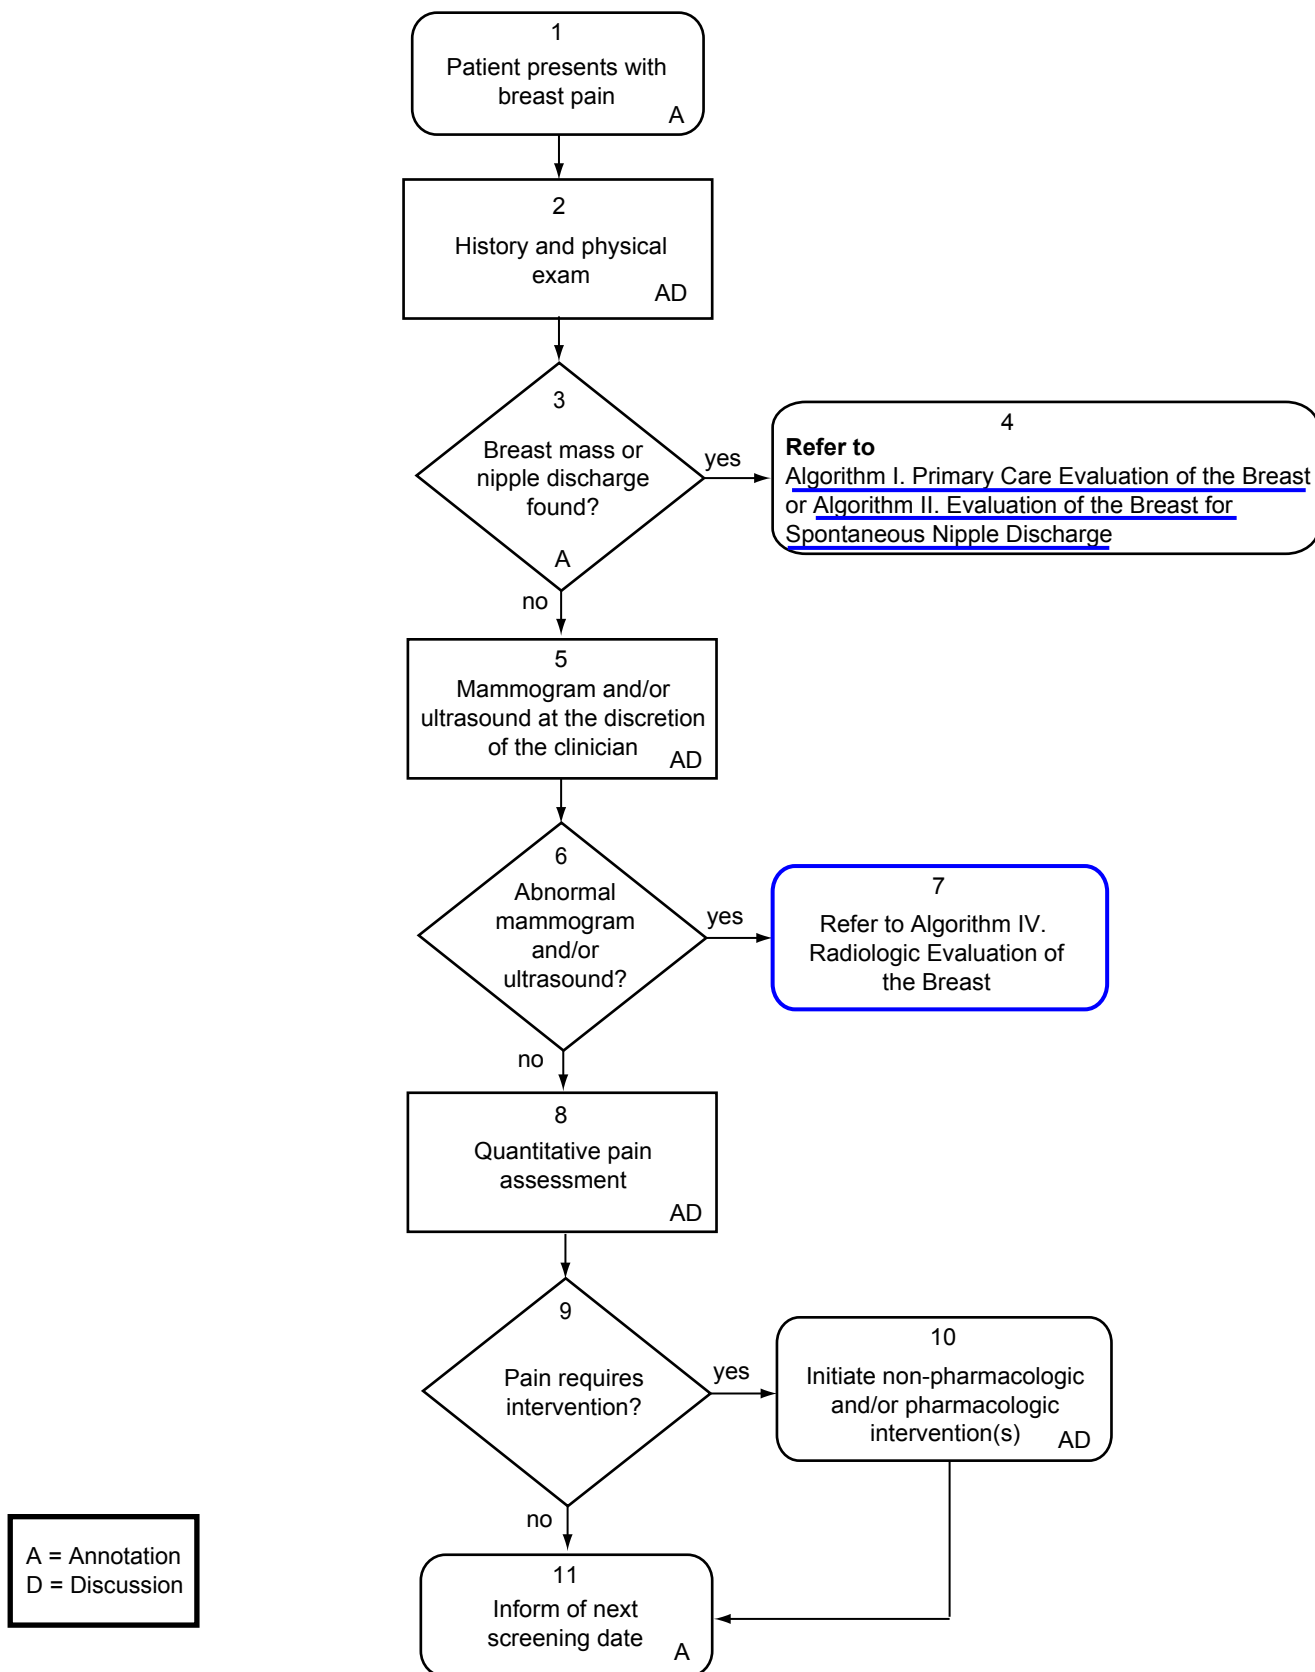 1
Patient presents with
breast pain
A
2
History and physical
exam
AD
3
Breast mass or
nipple discharge
found?
A
yes
4
Refer to
Algorithm I. Primary Care Evaluation of the Breast
or Algorithm II. Evaluation of the Breast for
Spontaneous Nipple Discharge
no
5
Mammogram and/or
ultrasound at the discretion
of the clinician
AD
6
Abnormal
mammogram
and/or
ultrasound?
yes
7
Refer to Algorithm IV.
Radiologic Evaluation of
the Breast
no
8
Quantitative pain
assessment
AD
9
Pain requires
intervention?
yes
10
Initiate non-pharmacologic
and/or pharmacologic
intervention(s)
AD
no
11
Inform of next
screening date
A
A = Annotation
D = Discussion